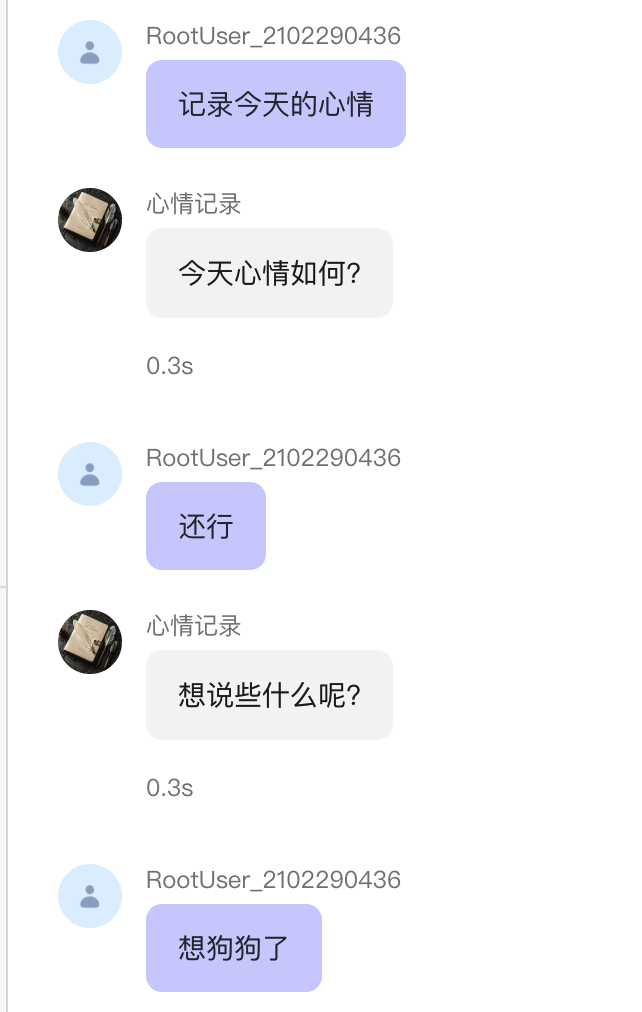 RootUser_2102290436
记录今天的心情
心情记录
今天心情如何?
0.3s
RootUser_2102290436
还行
心情记录
想说些什么呢?
0.3s
RootUser_2102290436
想狗狗了